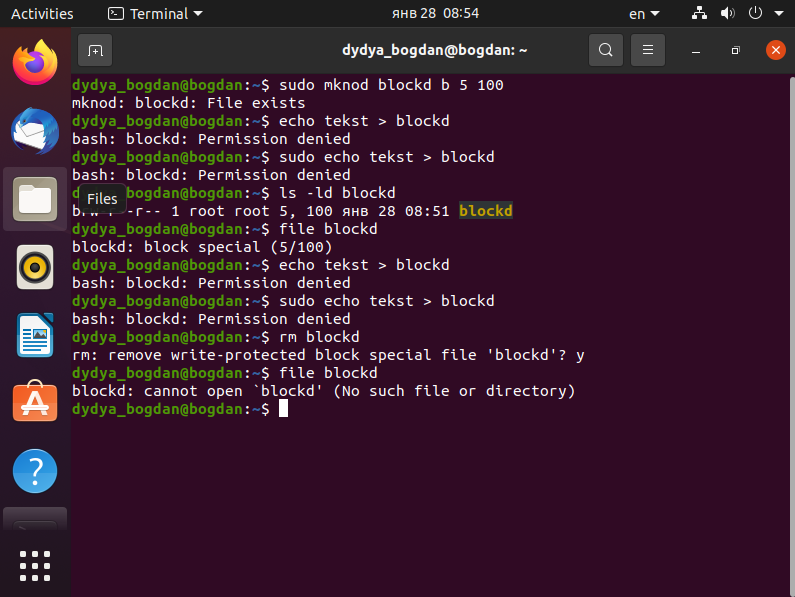 Activities Terminal янв 28 08:54 en
dydya_bogdan@bogdan: ~
dydya_bogdan@bogdan:~$ sudo mknod blockd b 5 100
mknod: blockd: File exists
dydya_bogdan@bogdan:~$ echo tekst > blockd
bash: blockd: Permission denied
dydya_bogdan@bogdan:~$ sudo echo tekst > blockd
bash: blockd: Permission denied
dydya_bogdan@bogdan:~$ ls -ld blockd
Files
1 root root 5, 100 янв 28 08:51 blockd
dydya_bogdan@bogdan:~$ file blockd
blockd: block special (5/100)
dydya_bogdan@bogdan:~$ echo tekst > blockd
bash: blockd: Permission denied
dydya_bogdan@bogdan:~$ sudo echo tekst > blockd
bash: blockd: Permission denied
dydya_bogdan@bogdan:~$ rm blockd
rm: remove write-protected block special file 'blockd'? y
dydya_bogdan@bogdan:~$ file blockd
blockd: cannot open `blockd' (No such file or directory)
dydya_bogdan@bogdan:~$